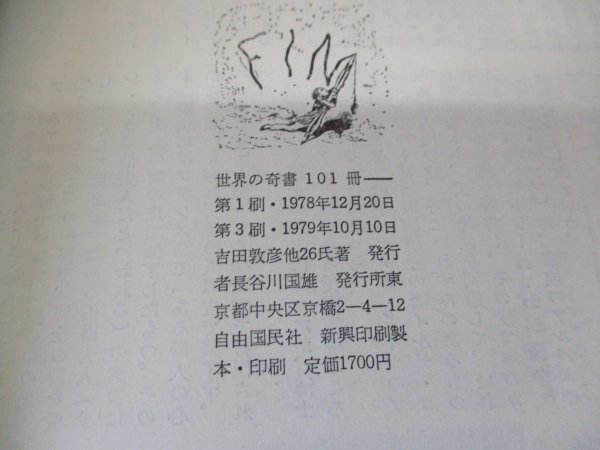 FIN
世界の奇書 101 冊──
第1刷・1978年12月20日
第3刷・1979年10月10日
吉田敦彦他26氏著　発行
者長谷川国雄　発行所東
京都中央区京橋2―4―12
自由国民社　新興印刷製
本・印刷　定価1700円